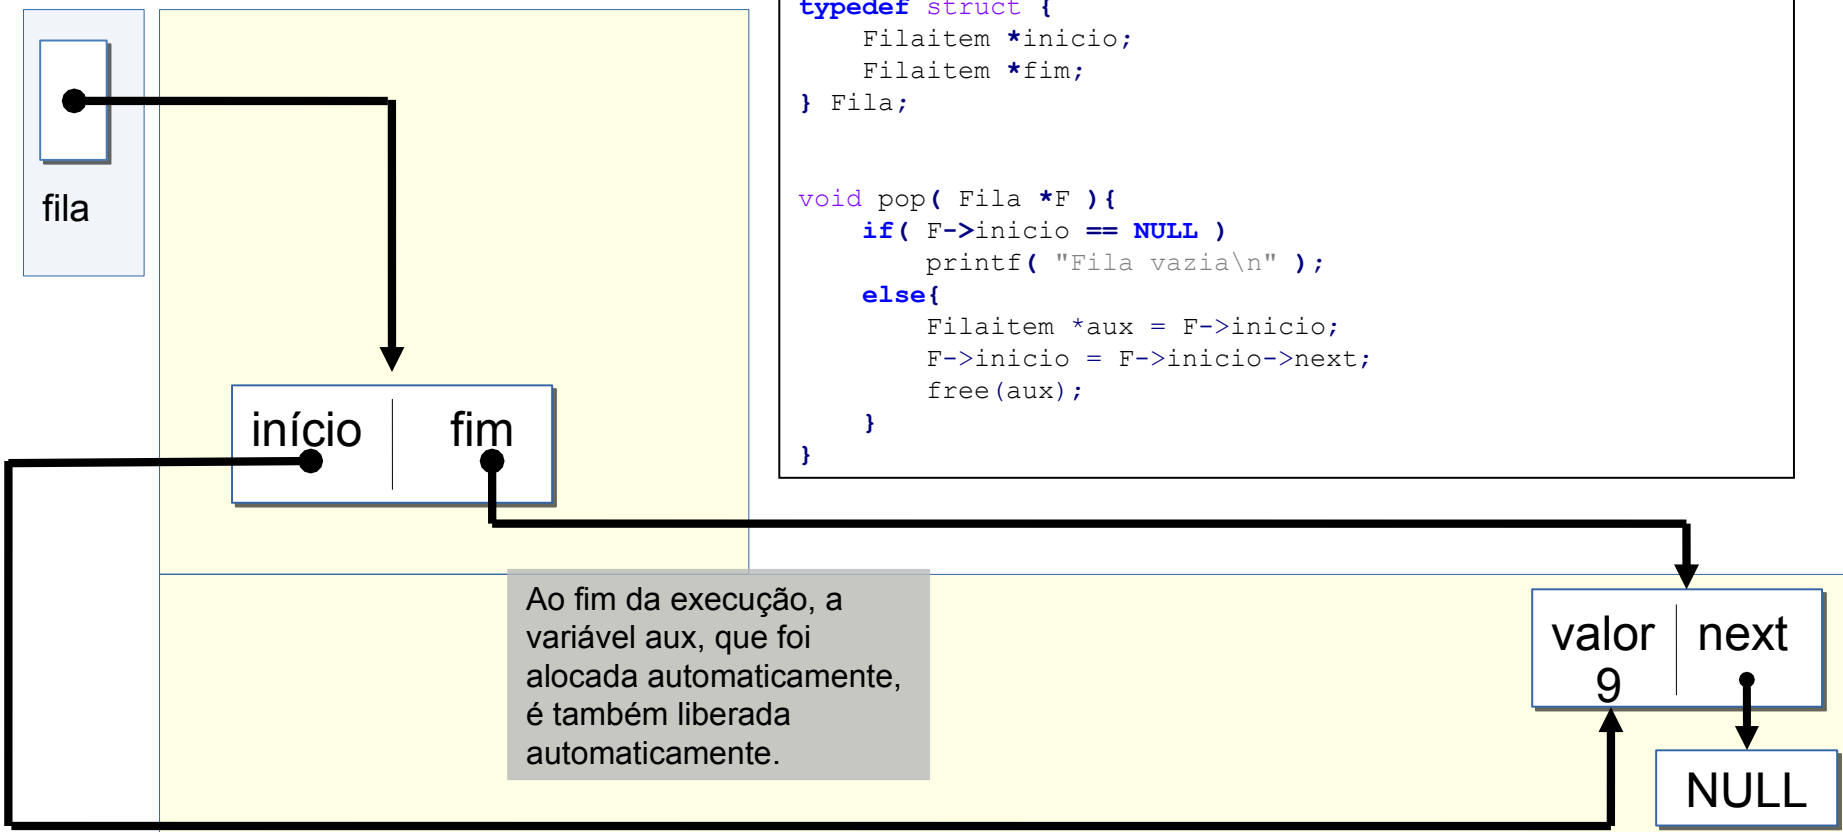 typedef struct {
Filaitem *inicio;
Filaitem *fim;
} Fila;
void pop( Fila *F ){
if( F->inicio == NULL )
printf( "Fila vazia\n" );
else{
Filaitem *aux = F->inicio;
F->inicio = F->inicio->next;
free(aux);
}
}
fila
início fim
Ao fim da execução, a
variável aux, que foi
alocada automaticamente,
é também liberada
automaticamente.
valor next
9
NULL